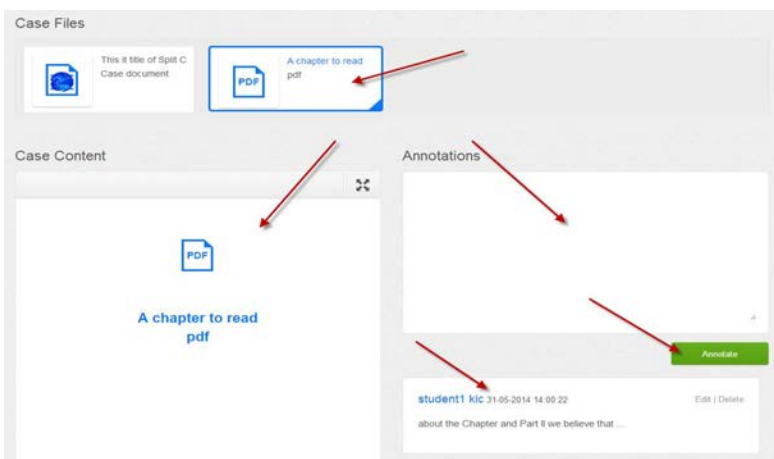 Case Files
This it title of Split C
Case document
PDF
A chapter to read
pdf
Case Content
PDF
A chapter to read
pdf
Annotations
Annotate
student1 kic 31-05-2014 14:00:22
Edit | Delete
about the Chapter and Part II we believe that ...